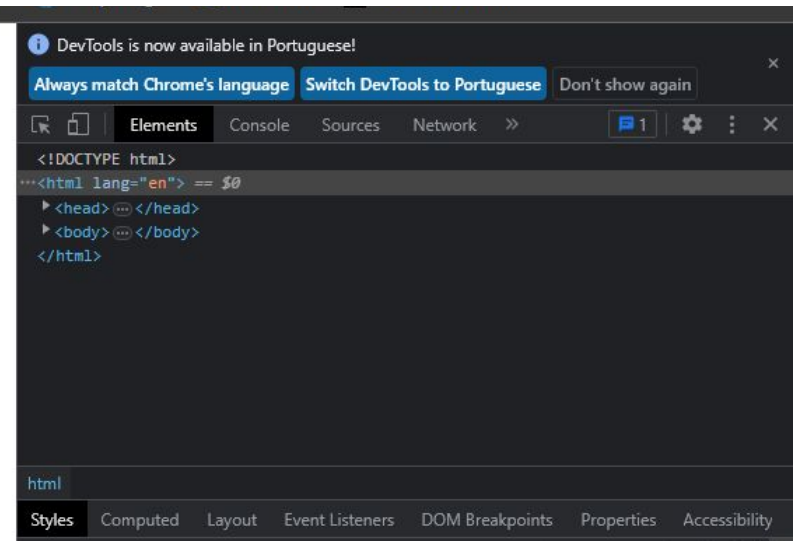 DevTools is now available in Portuguese!
Always match Chrome's language Switch DevTools to Portuguese Don't show again
Elements Console Sources Network » 1
<!DOCTYPE html>
···<html lang="en"> == $0
<head>···</head>
<body>···</body>
</html>
html
Styles Computed Layout Event Listeners DOM Breakpoints Properties Accessibility